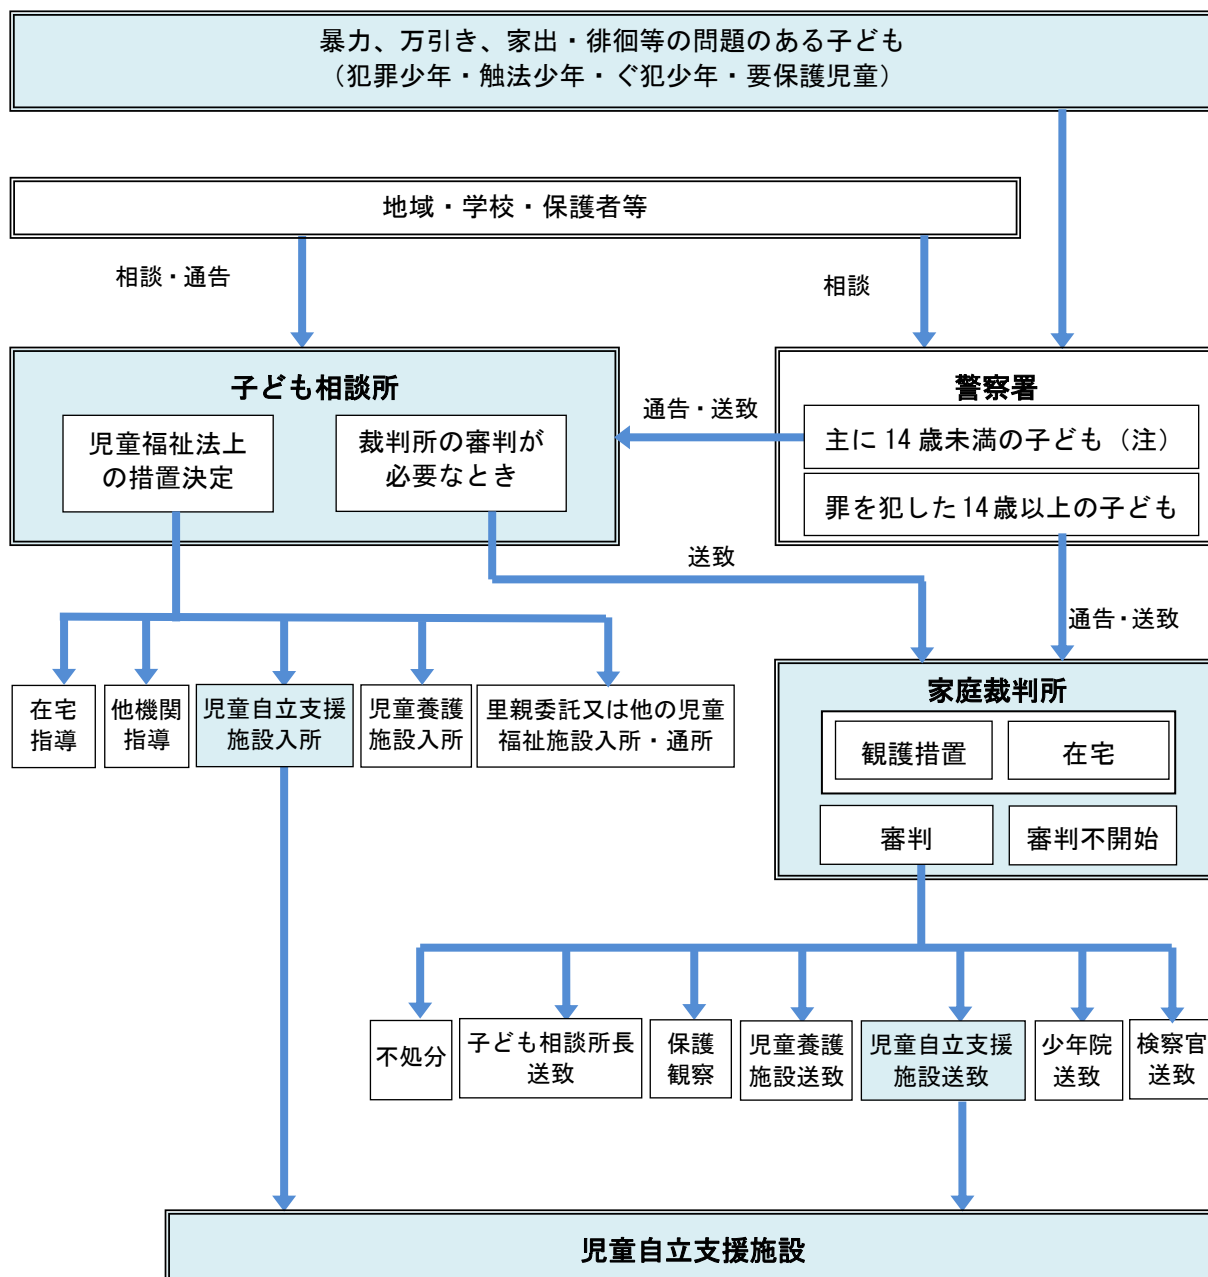 暴力、万引き、家出・徘徊等の問題のある子ども
（犯罪少年・触法少年・ぐ犯少年・要保護児童）
地域・学校・保護者等
相談・通告
相談
子ども相談所
児童福祉法上
の措置決定
裁判所の審判が
必要なとき
通告・送致
警察署
主に 14 歳未満の子ども（注）
罪を犯した 14 歳以上の子ども
送致
通告・送致
在宅
指導
他機関
指導
児童自立支援
施設入所
児童養護
施設入所
里親委託又は他の児童
福祉施設入所・通所
家庭裁判所
観護措置
在宅
審判
審判不開始
不処分
子ども相談所長
送致
保護
観察
児童養護
施設送致
児童自立支援
施設送致
少年院
送致
検察官
送致
児童自立支援施設